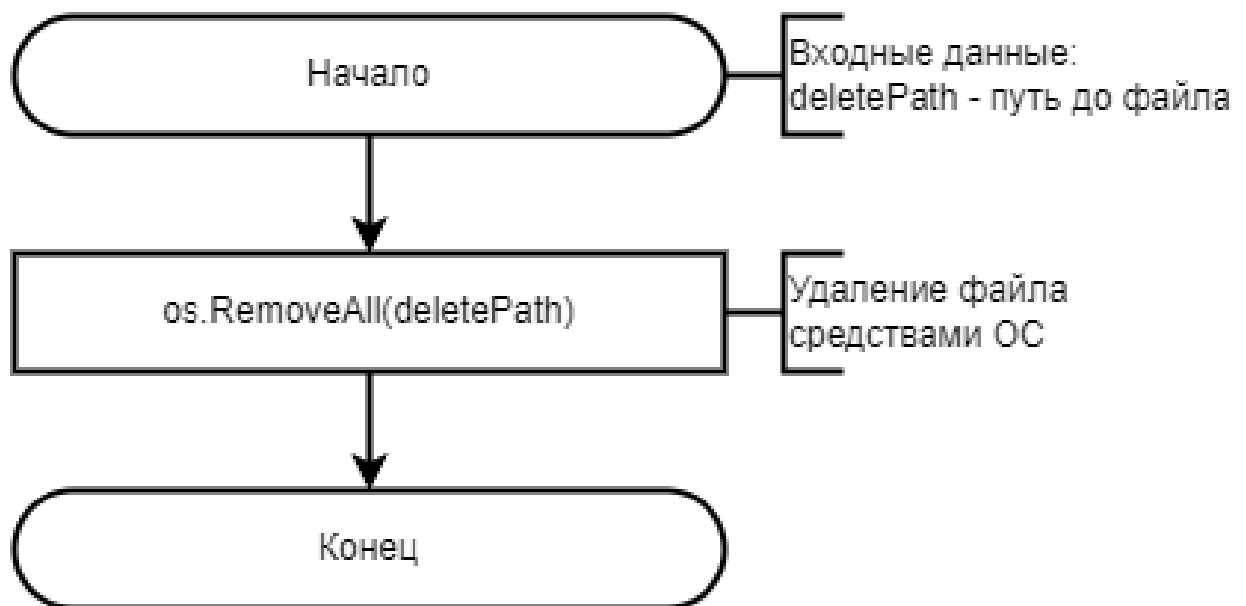 Начало
Входные данные:
deletePath - путь до файла
os.RemoveAll(deletePath)
Удаление файла
средствами ОС
Конец